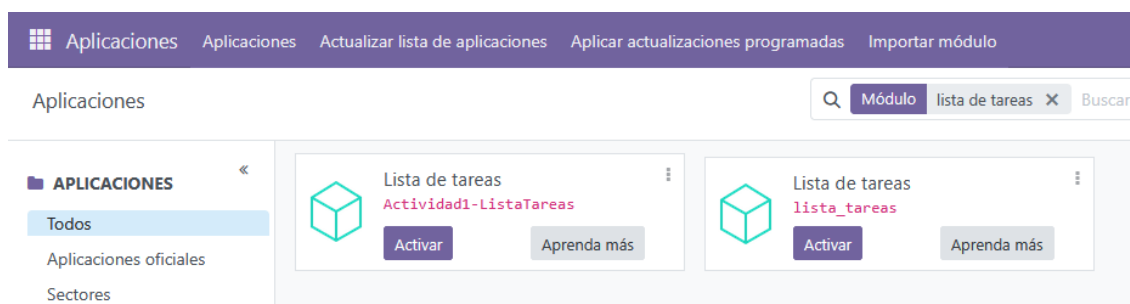 Aplicaciones Aplicaciones Actualizar lista de aplicaciones Aplicar actualizaciones programadas Importar módulo
Aplicaciones
Módulo lista de tareas Buscar
APLICACIONES
Todos
Aplicaciones oficiales
Sectores
Lista de tareas
Actividad1-ListaTareas
Activar Aprenda más
Lista de tareas
lista_tareas
Activar Aprenda más